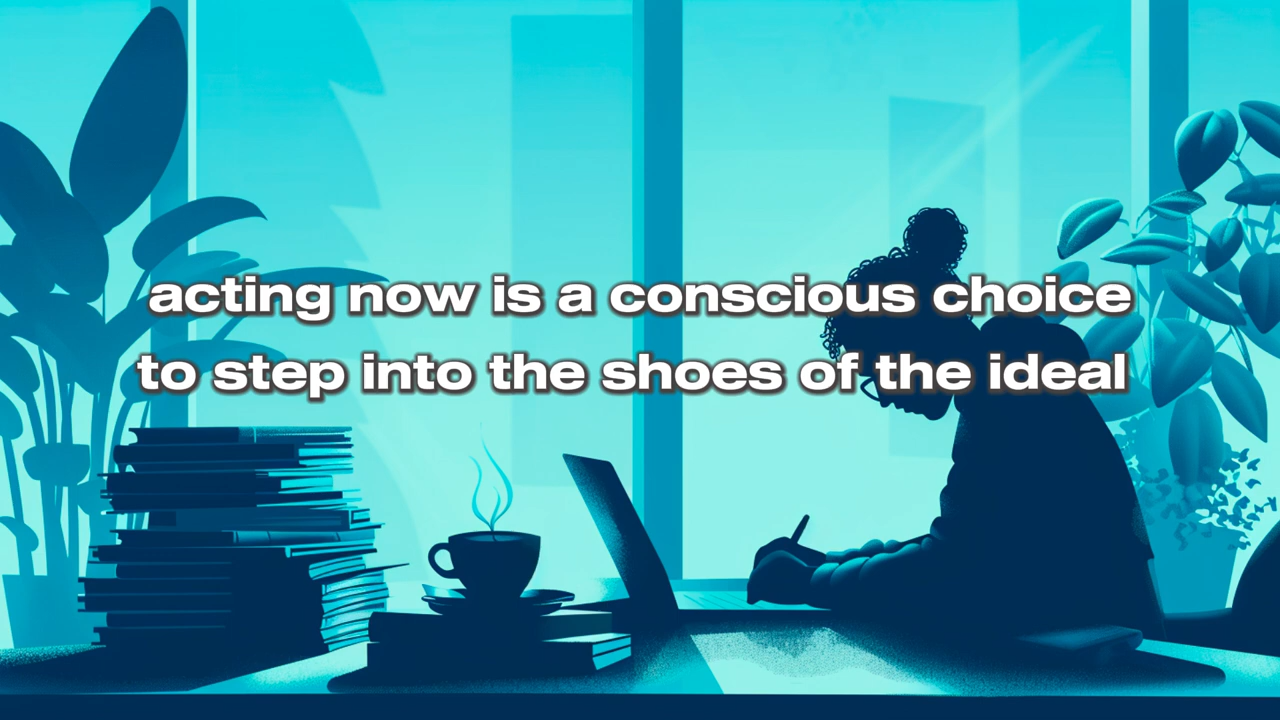 acting now is a conscious choice
to step into the shoes of the ideal